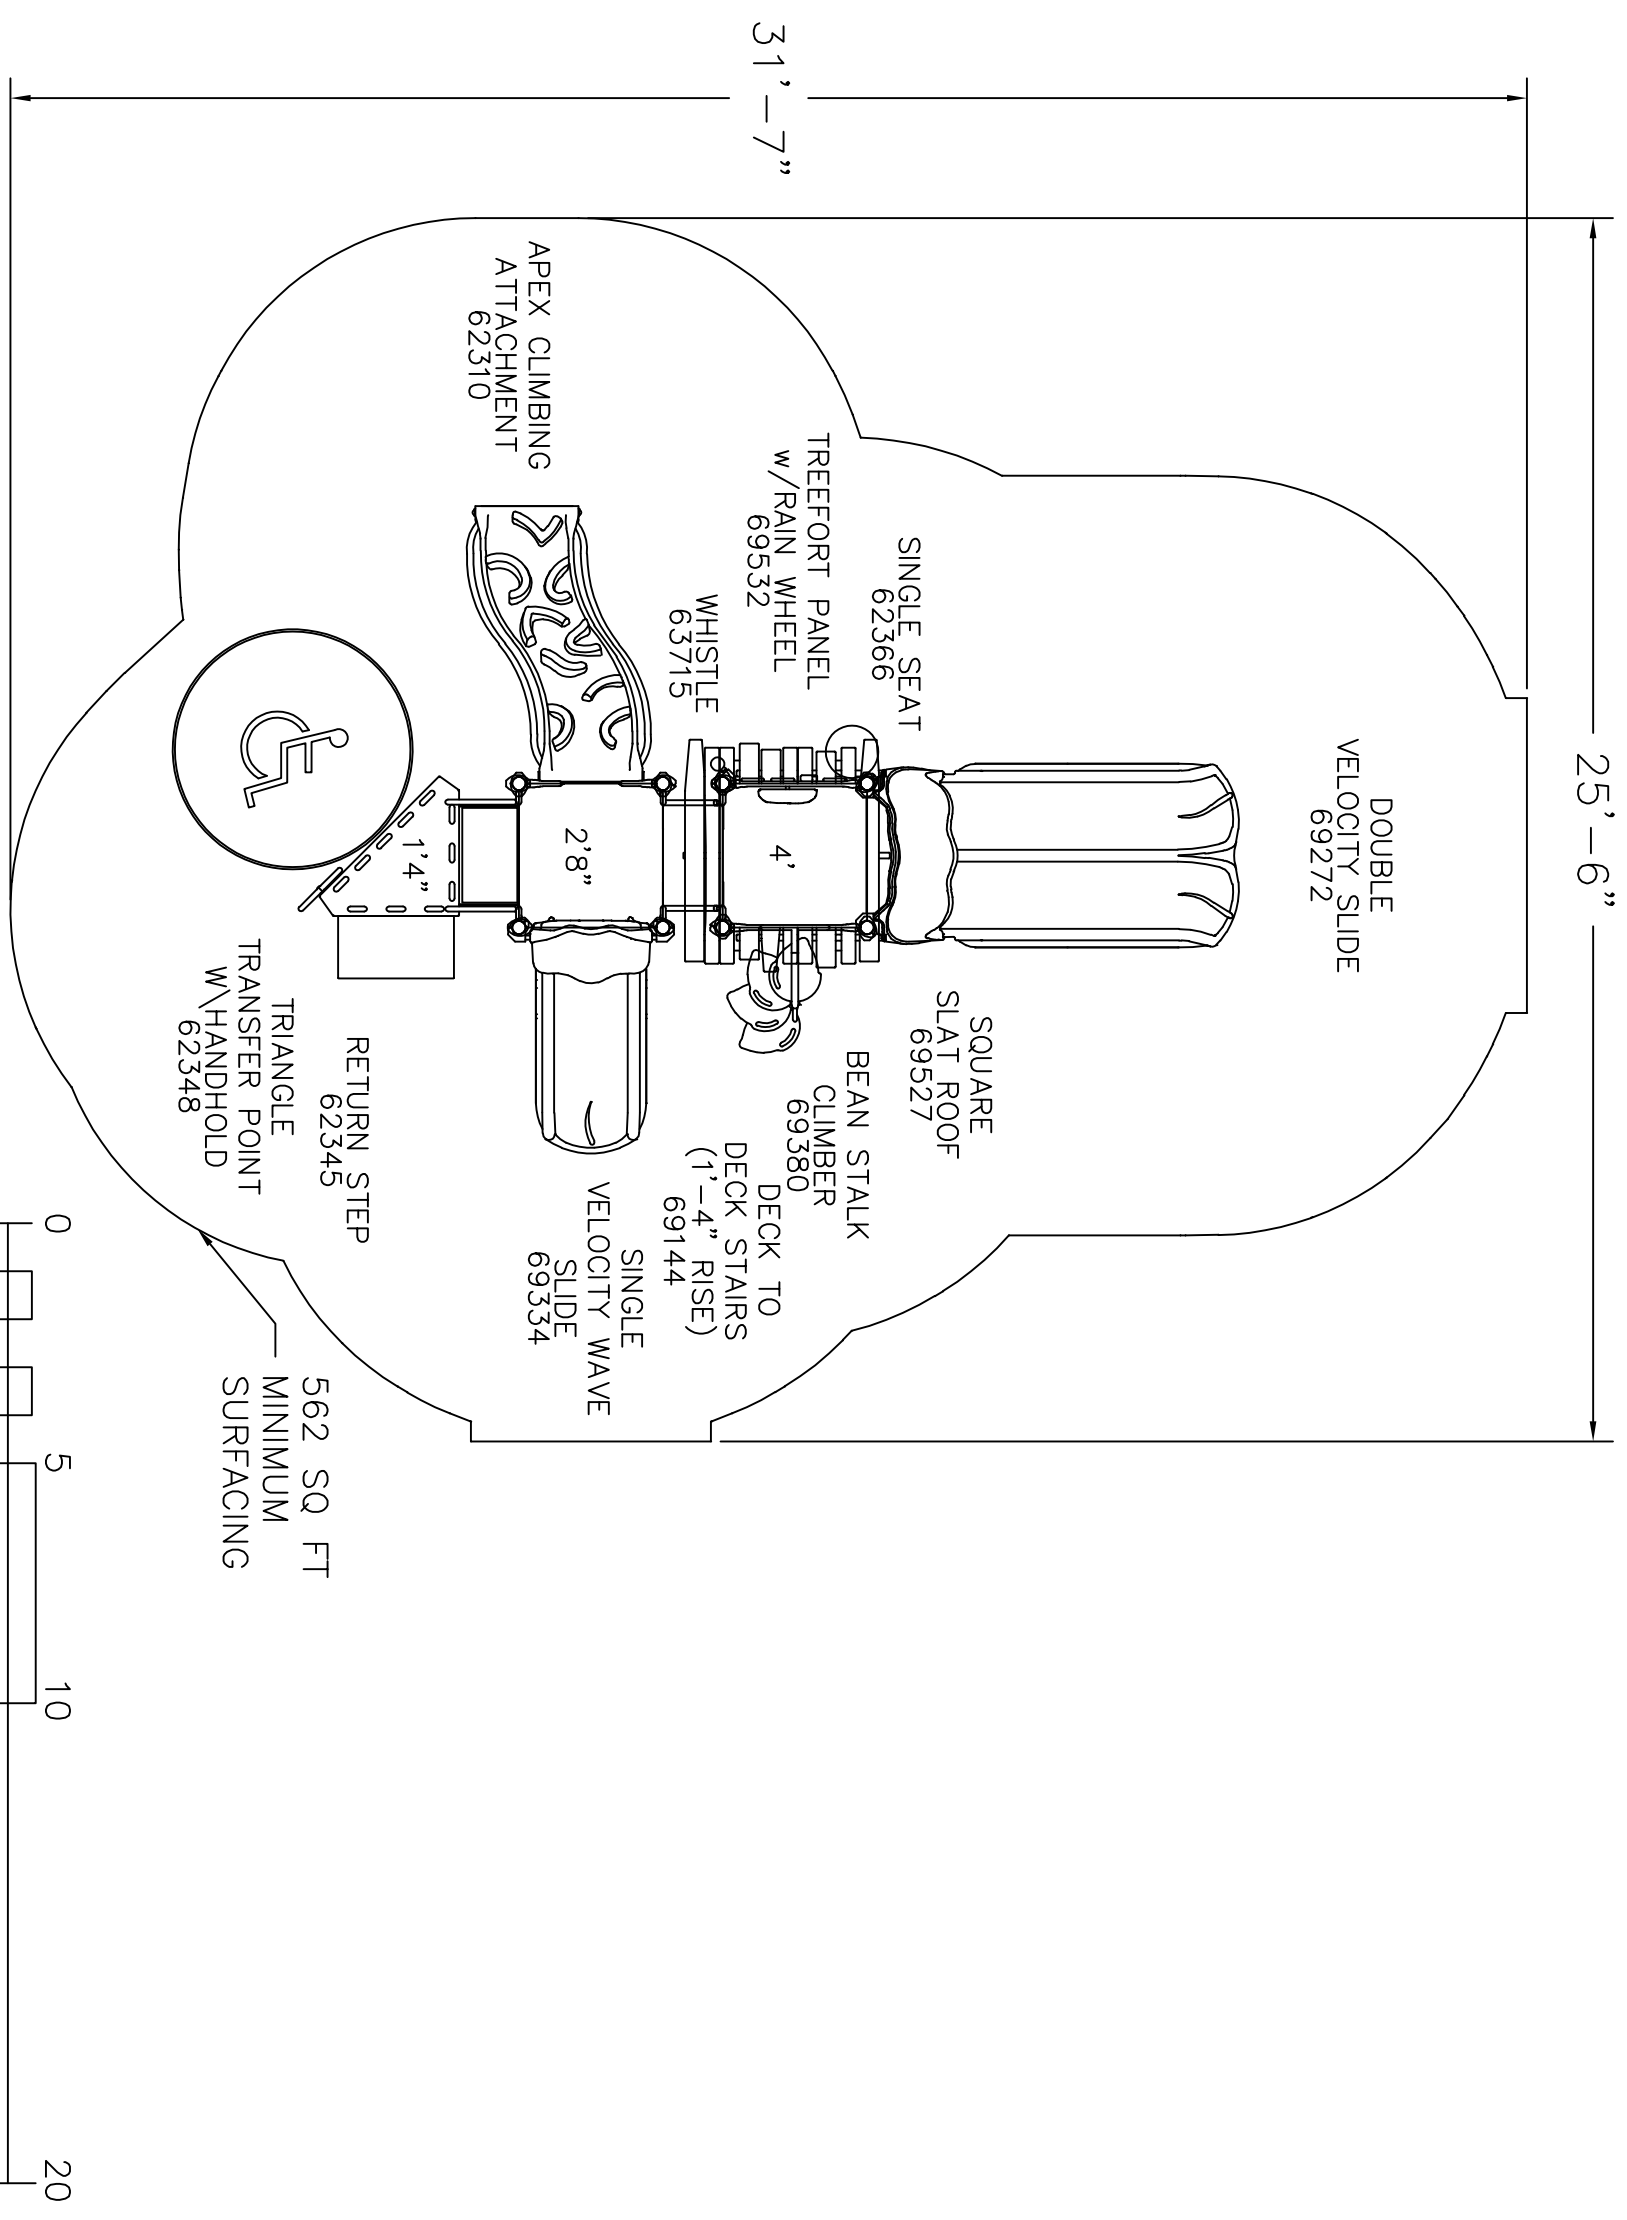 31'-7"
25'-6"
DOUBLE
VELOCITY SLIDE
69272
SINGLE SEAT
62366
TREEFORT PANEL
w/RAIN WHEEL
69532
WHISTLE
63715
APEX CLIMBING
ATTACHMENT
62310
4'
2'8"
1'4"
SQUARE
SLAT ROOF
69527
BEAN STALK
CLIMBER
69380
DECK TO
DECK STAIRS
(1'-4" RISE)
69144
SINGLE
VELOCITY WAVE
SLIDE
69334
RETURN STEP
62345
TRIANGLE
TRANSFER POINT
W\HANDHOLD
62348
562 SQ FT
MINIMUM
SURFACING
0
5
10
20